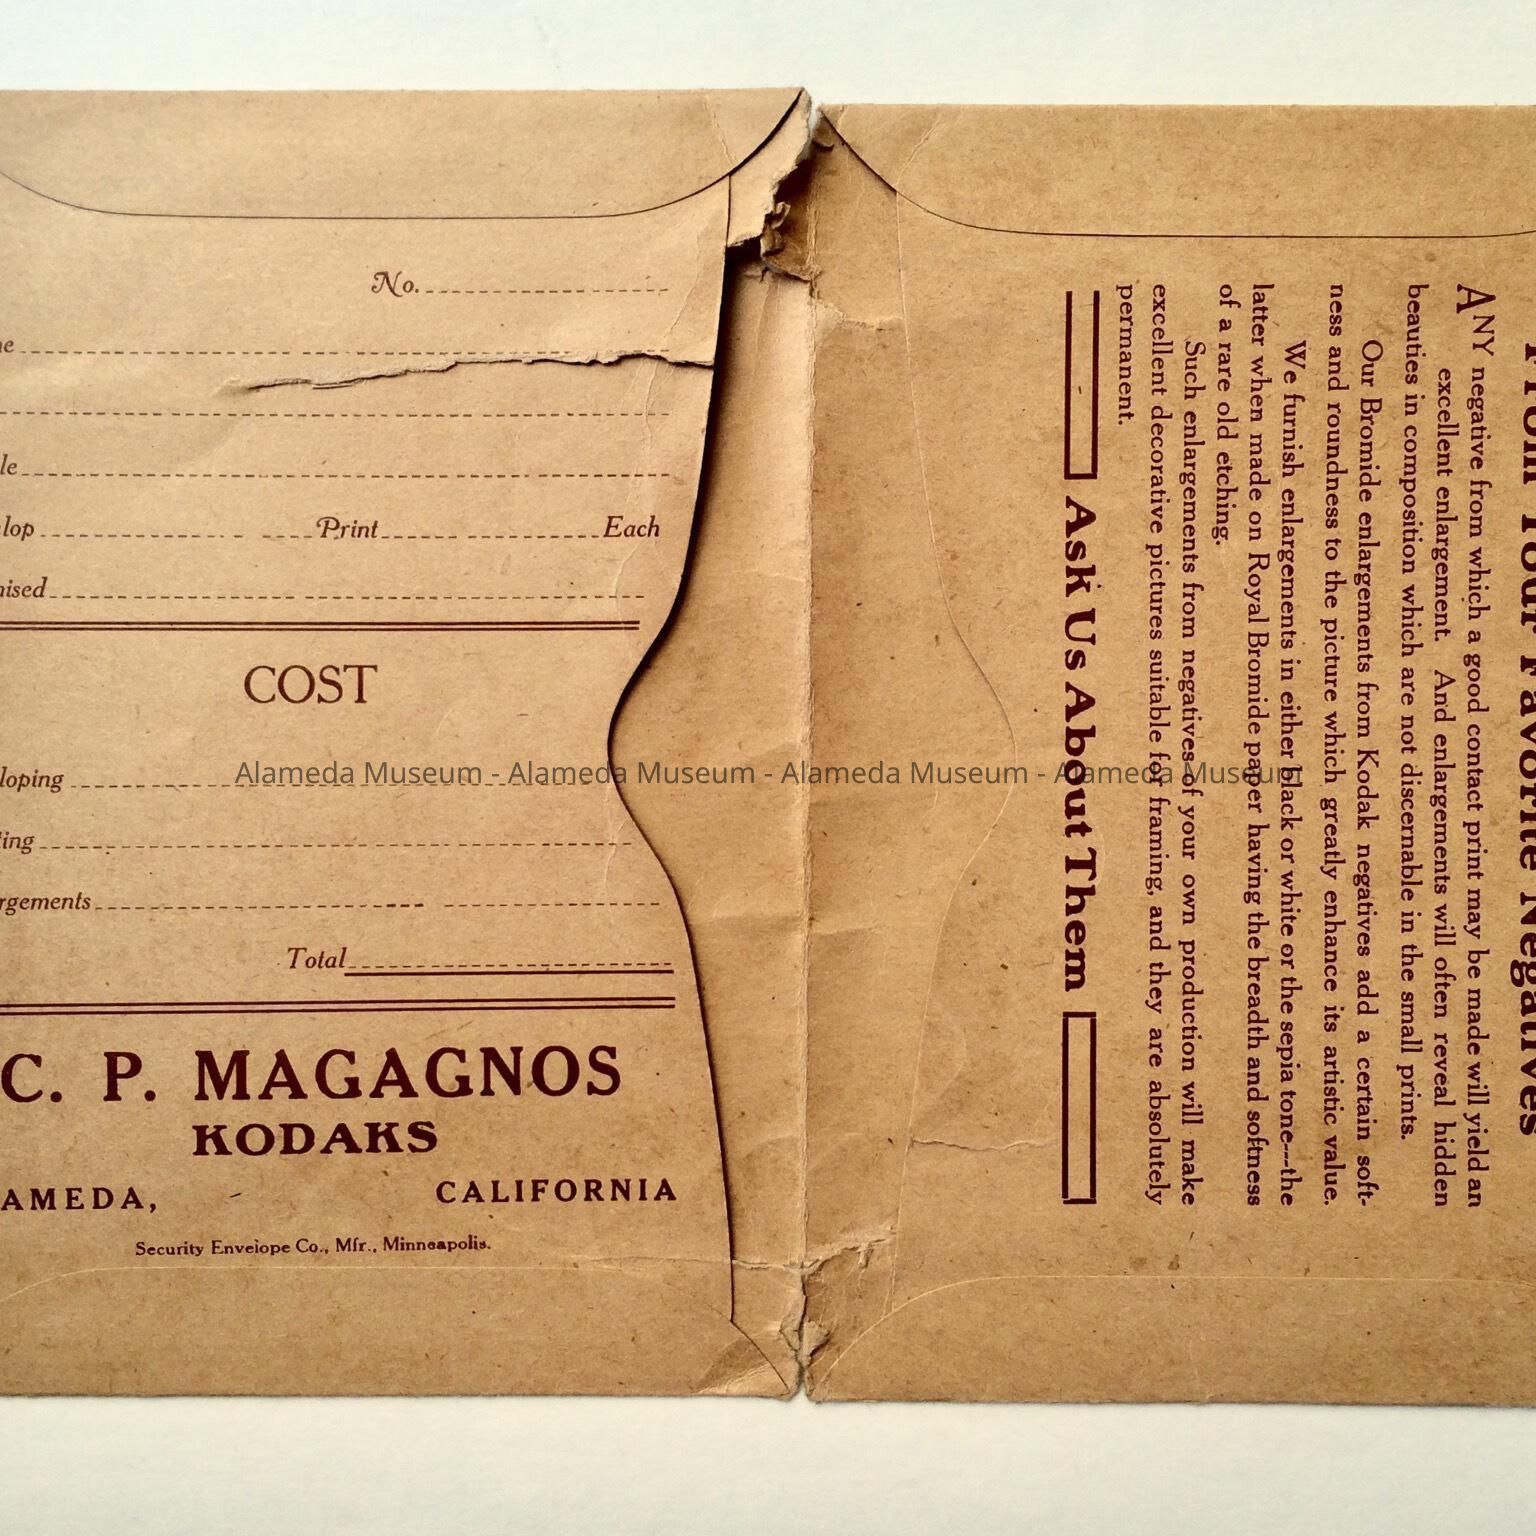 No.
e
le
lop Print Each
ised
COST
loping
ting
rgements
Total
C. P. MAGAGNOS
KODAKS
AMEDA, CALIFORNIA
Security Envelope Co., Mfr., Minneapolis.
From Your Favorite Negatives
ANY negative from which a good contact print may be made will yield an
excellent enlargement. And enlargements will often reveal hidden
beauties in composition which are not discernable in the small prints.
Our Bromide enlargements from Kodak negatives add a certain soft-
ness and roundness to the picture which greatly enhance its artistic value.
We furnish enlargements in either black or white or the sepia tone---the
latter when made on Royal Bromide paper having the breadth and softness
of a rare old etching.
Such enlargements from negatives of your own production will make
excellent decorative pictures suitable for framing, and they are absolutely
permanent.
Ask Us About Them
Alameda Museum - Alameda Museum - Alameda Museum - Alameda Museum